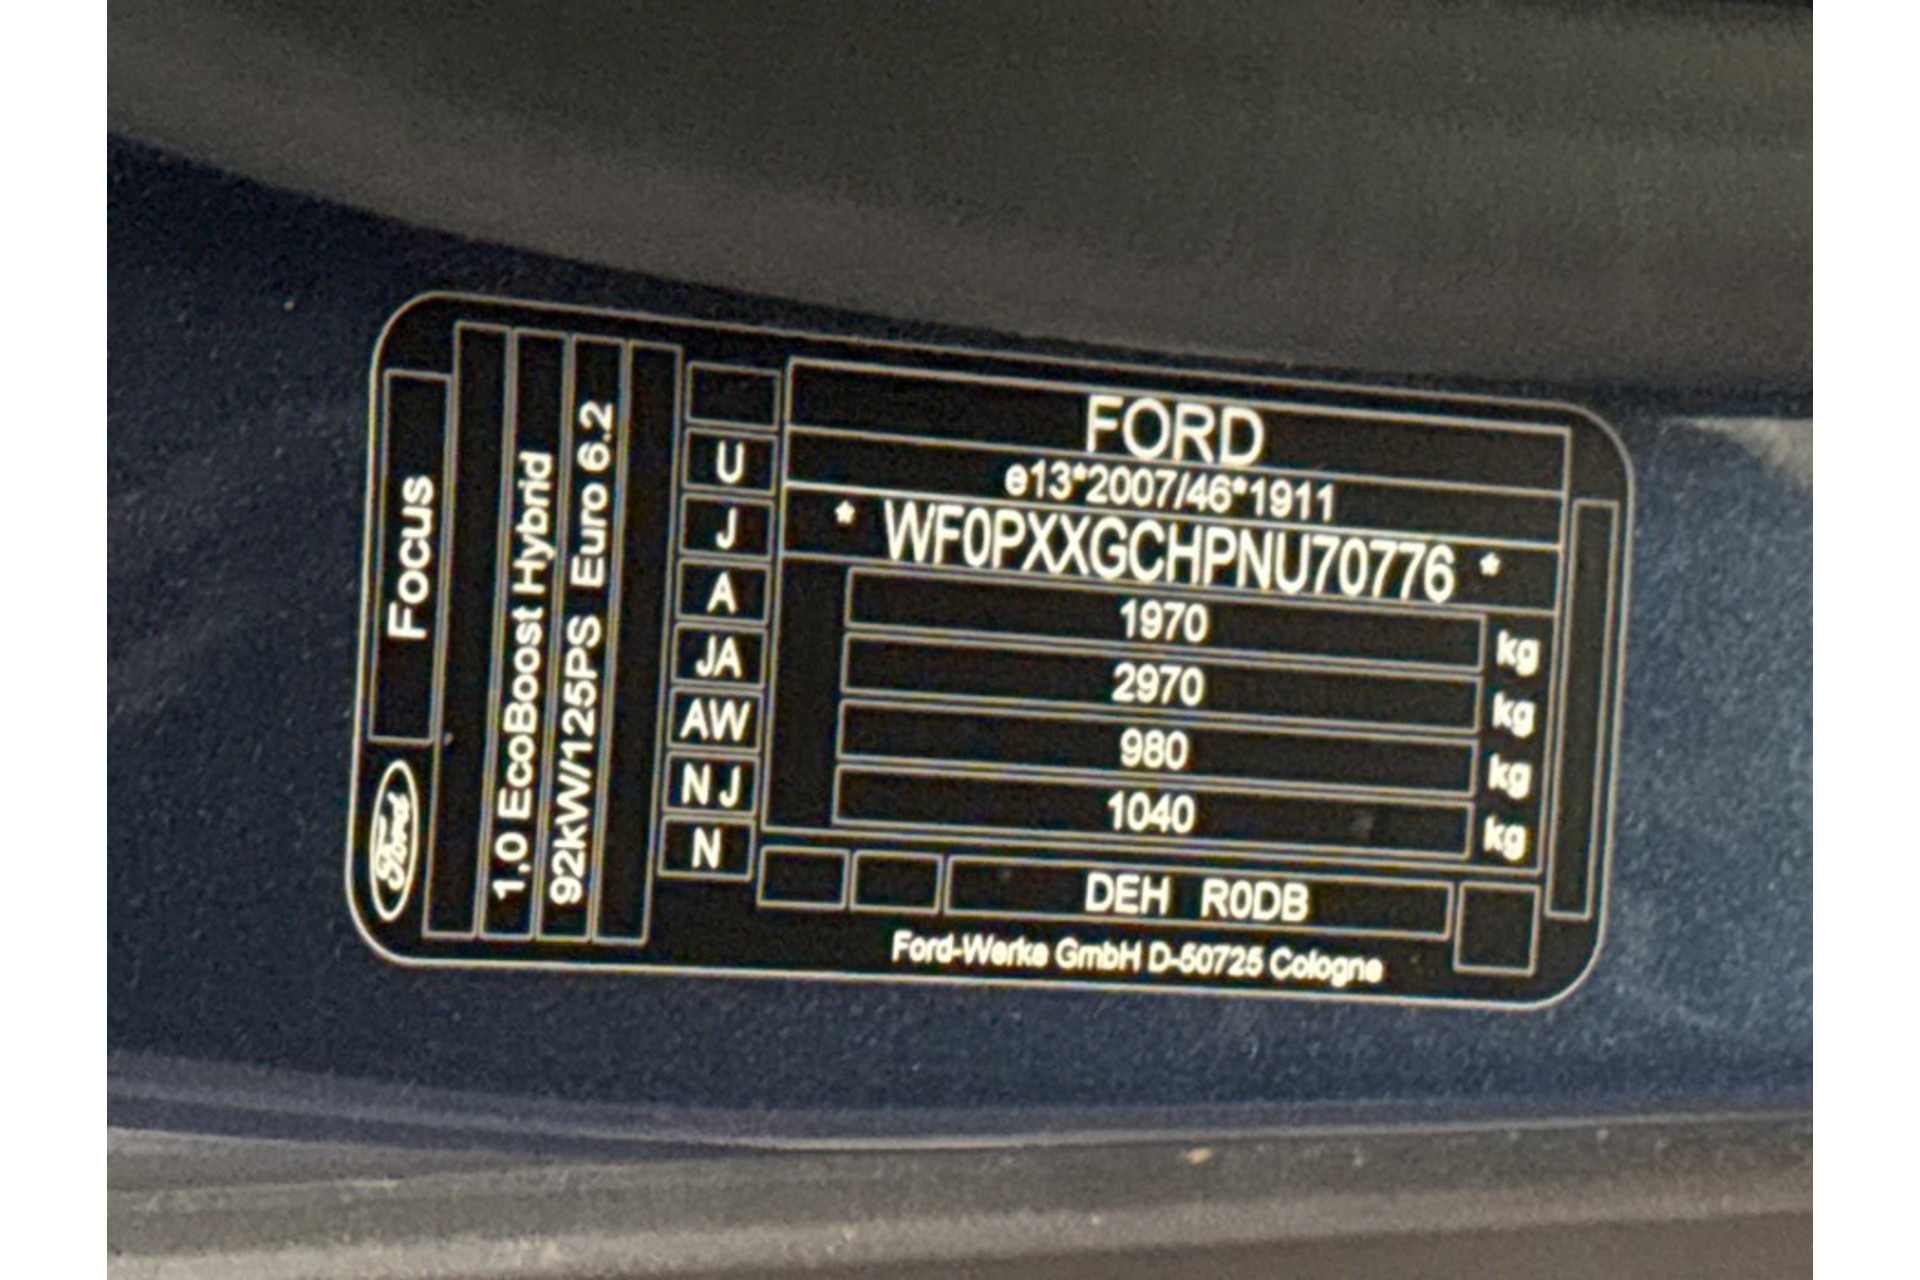 FORD
e13*2007/46*1911
* WF0PXXGCHPNU70776 *
1970 kg
2970 kg
980 kg
1040 kg
DEH R0DB
Ford-Werke GmbH D-50725 Cologne
U
J
A
JA
AW
NJ
N
Focus
1,0 EcoBoost Hybrid
92kW/125PS Euro 6.2
Ford